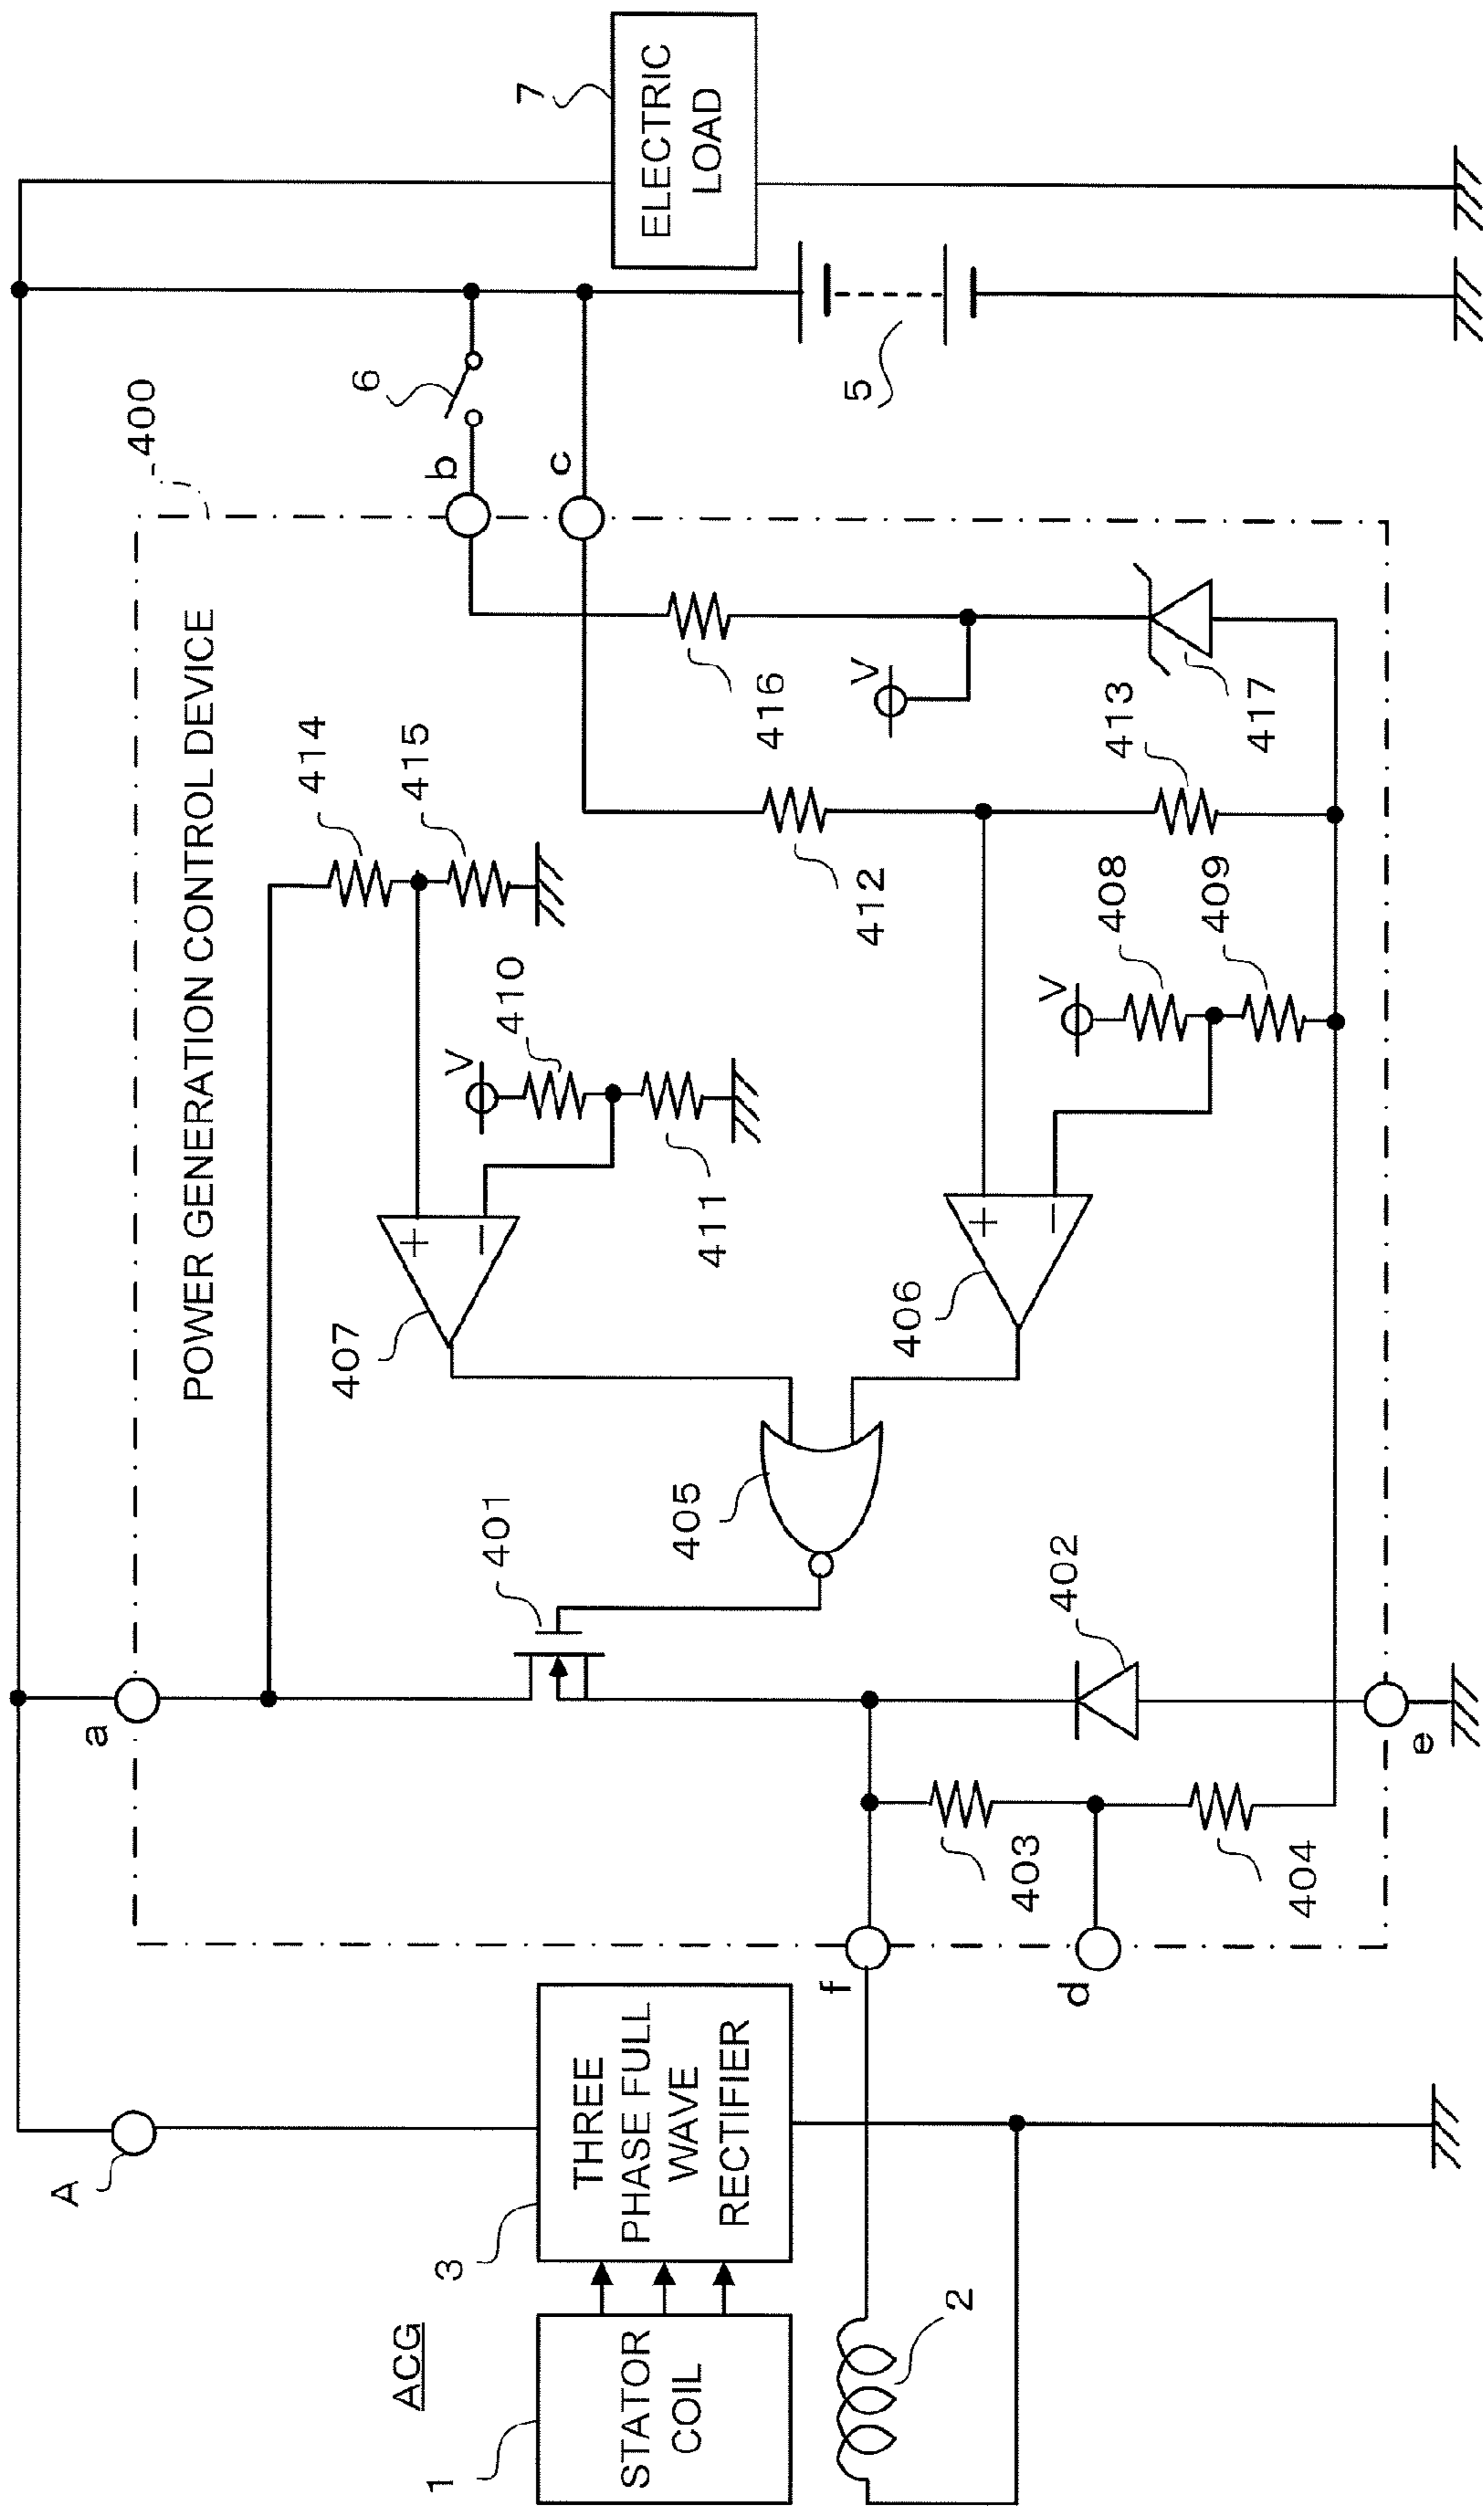 ACG
1
STATOR
COIL
3
THREE
PHASE FULL
WAVE
RECTIFIER
2
A
a
f
d
e
POWER GENERATION CONTROL DEVICE
400
401
402
403
404
405
406
407
V
410
411
414
415
V
408
409
412
413
V
416
417
b
c
6
5
7
ELECTRIC
LOAD
+
−
+
−